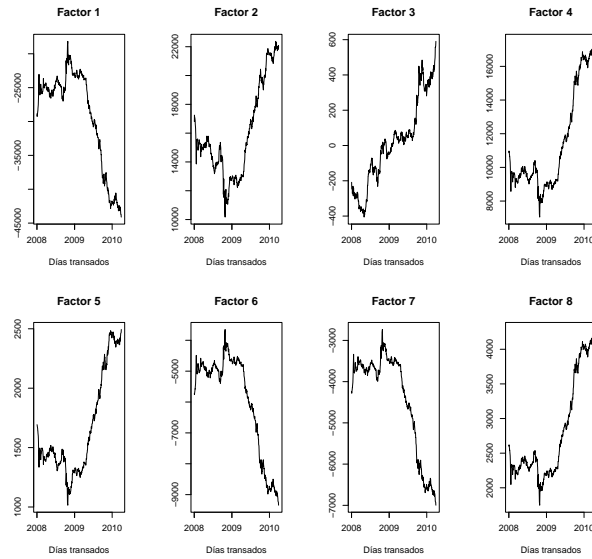 Factor 1 Factor 2 Factor 3 Factor 4
−25000 −35000 −45000
22000 18000 14000 10000
600 400 200 0 −200 −400
16000 14000 12000 10000 8000
2008 2009 2010 2008 2009 2010 2008 2009 2010 2008 2009 2010
Días transados Días transados Días transados Días transados
Factor 5 Factor 6 Factor 7 Factor 8
2500 2000 1500 1000
−5000 −7000 −9000
−3000 −4000 −5000 −6000 −7000
4000 3500 3000 2500 2000
2008 2009 2010 2008 2009 2010 2008 2009 2010 2008 2009 2010
Días transados Días transados Días transados Días transados